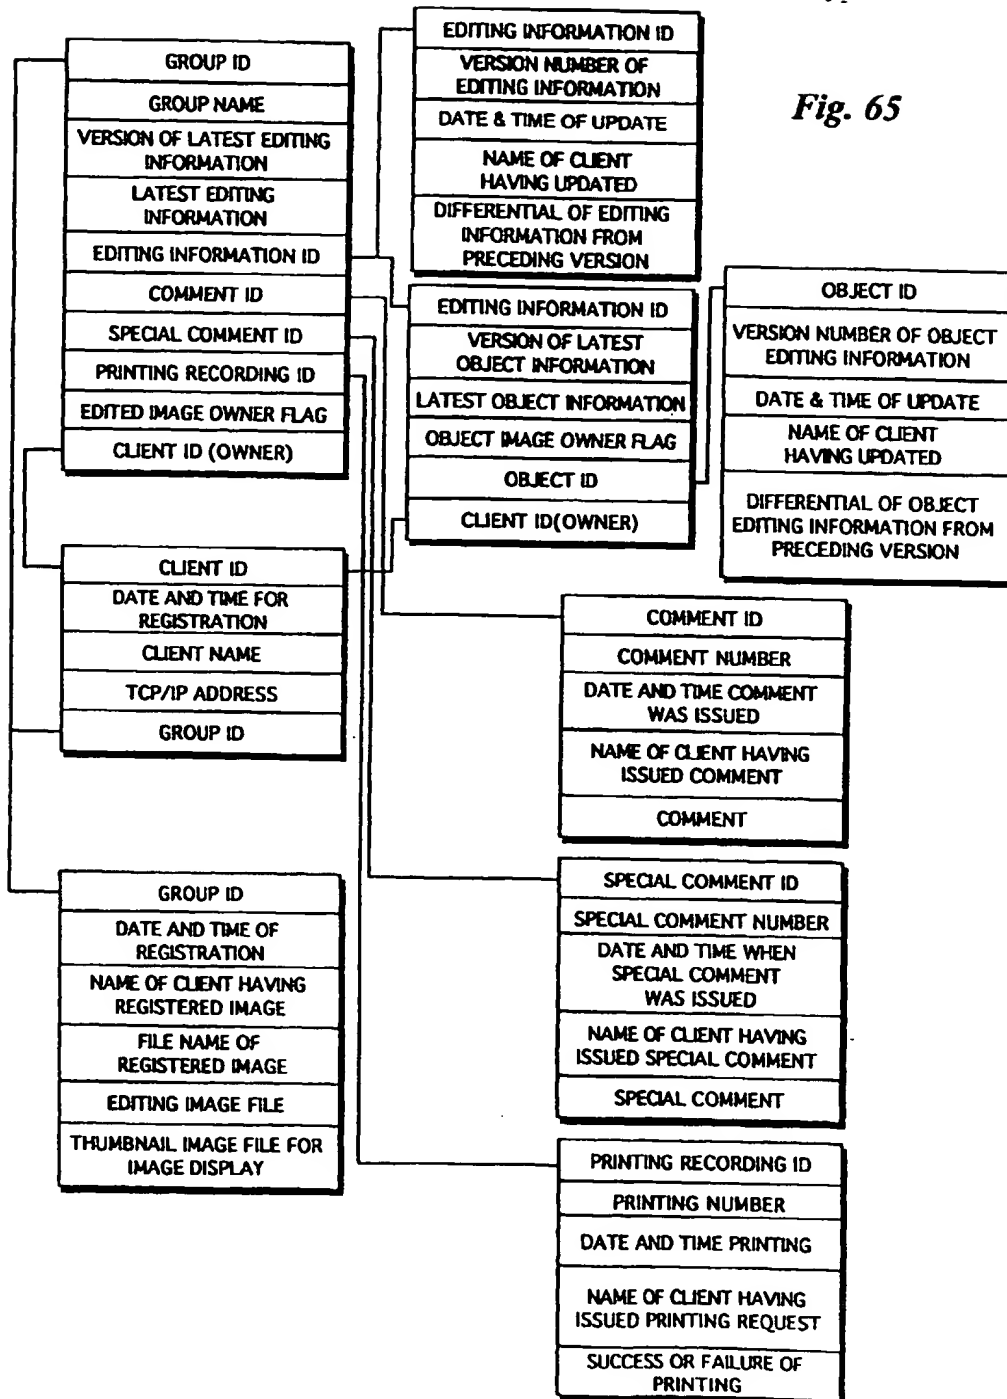 Fig. 65
GROUP ID
GROUP NAME
VERSION OF LATEST EDITING
INFORMATION
LATEST EDITING
INFORMATION
EDITING INFORMATION ID
COMMENT ID
SPECIAL COMMENT ID
PRINTING RECORDING ID
EDITED IMAGE OWNER FLAG
CLIENT ID (OWNER)
CLIENT ID
DATE AND TIME FOR
REGISTRATION
CLIENT NAME
TCP/IP ADDRESS
GROUP ID
GROUP ID
DATE AND TIME OF
REGISTRATION
NAME OF CLIENT HAVING
REGISTERED IMAGE
FILE NAME OF
REGISTERED IMAGE
EDITING IMAGE FILE
THUMBNAIL IMAGE FILE FOR
IMAGE DISPLAY
EDITING INFORMATION ID
VERSION NUMBER OF
EDITING INFORMATION
DATE & TIME OF UPDATE
NAME OF CLIENT
HAVING UPDATED
DIFFERENTIAL OF EDITING
INFORMATION FROM
PRECEDING VERSION
EDITING INFORMATION ID
VERSION OF LATEST
OBJECT INFORMATION
LATEST OBJECT INFORMATION
OBJECT IMAGE OWNER FLAG
OBJECT ID
CLIENT ID(OWNER)
OBJECT ID
VERSION NUMBER OF OBJECT
EDITING INFORMATION
DATE & TIME OF UPDATE
NAME OF CLIENT
HAVING UPDATED
DIFFERENTIAL OF OBJECT
EDITING INFORMATION FROM
PRECEDING VERSION
COMMENT ID
COMMENT NUMBER
DATE AND TIME COMMENT
WAS ISSUED
NAME OF CLIENT HAVING
ISSUED COMMENT
COMMENT
SPECIAL COMMENT ID
SPECIAL COMMENT NUMBER
DATE AND TIME WHEN
SPECIAL COMMENT
WAS ISSUED
NAME OF CLIENT HAVING
ISSUED SPECIAL COMMENT
SPECIAL COMMENT
PRINTING RECORDING ID
PRINTING NUMBER
DATE AND TIME PRINTING
NAME OF CLIENT HAVING
ISSUED PRINTING REQUEST
SUCCESS OR FAILURE OF
PRINTING